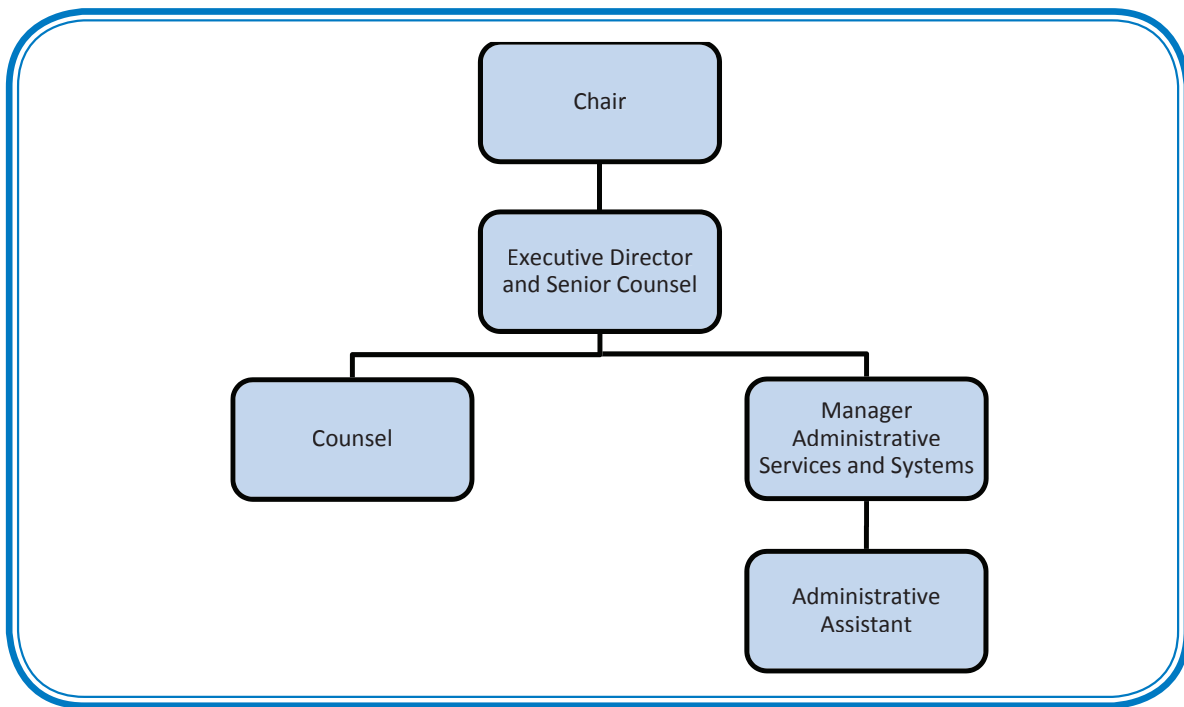 Chair
Executive Director
and Senior Counsel
Counsel
Manager
Administrative
Services and Systems
Administrative
Assistant